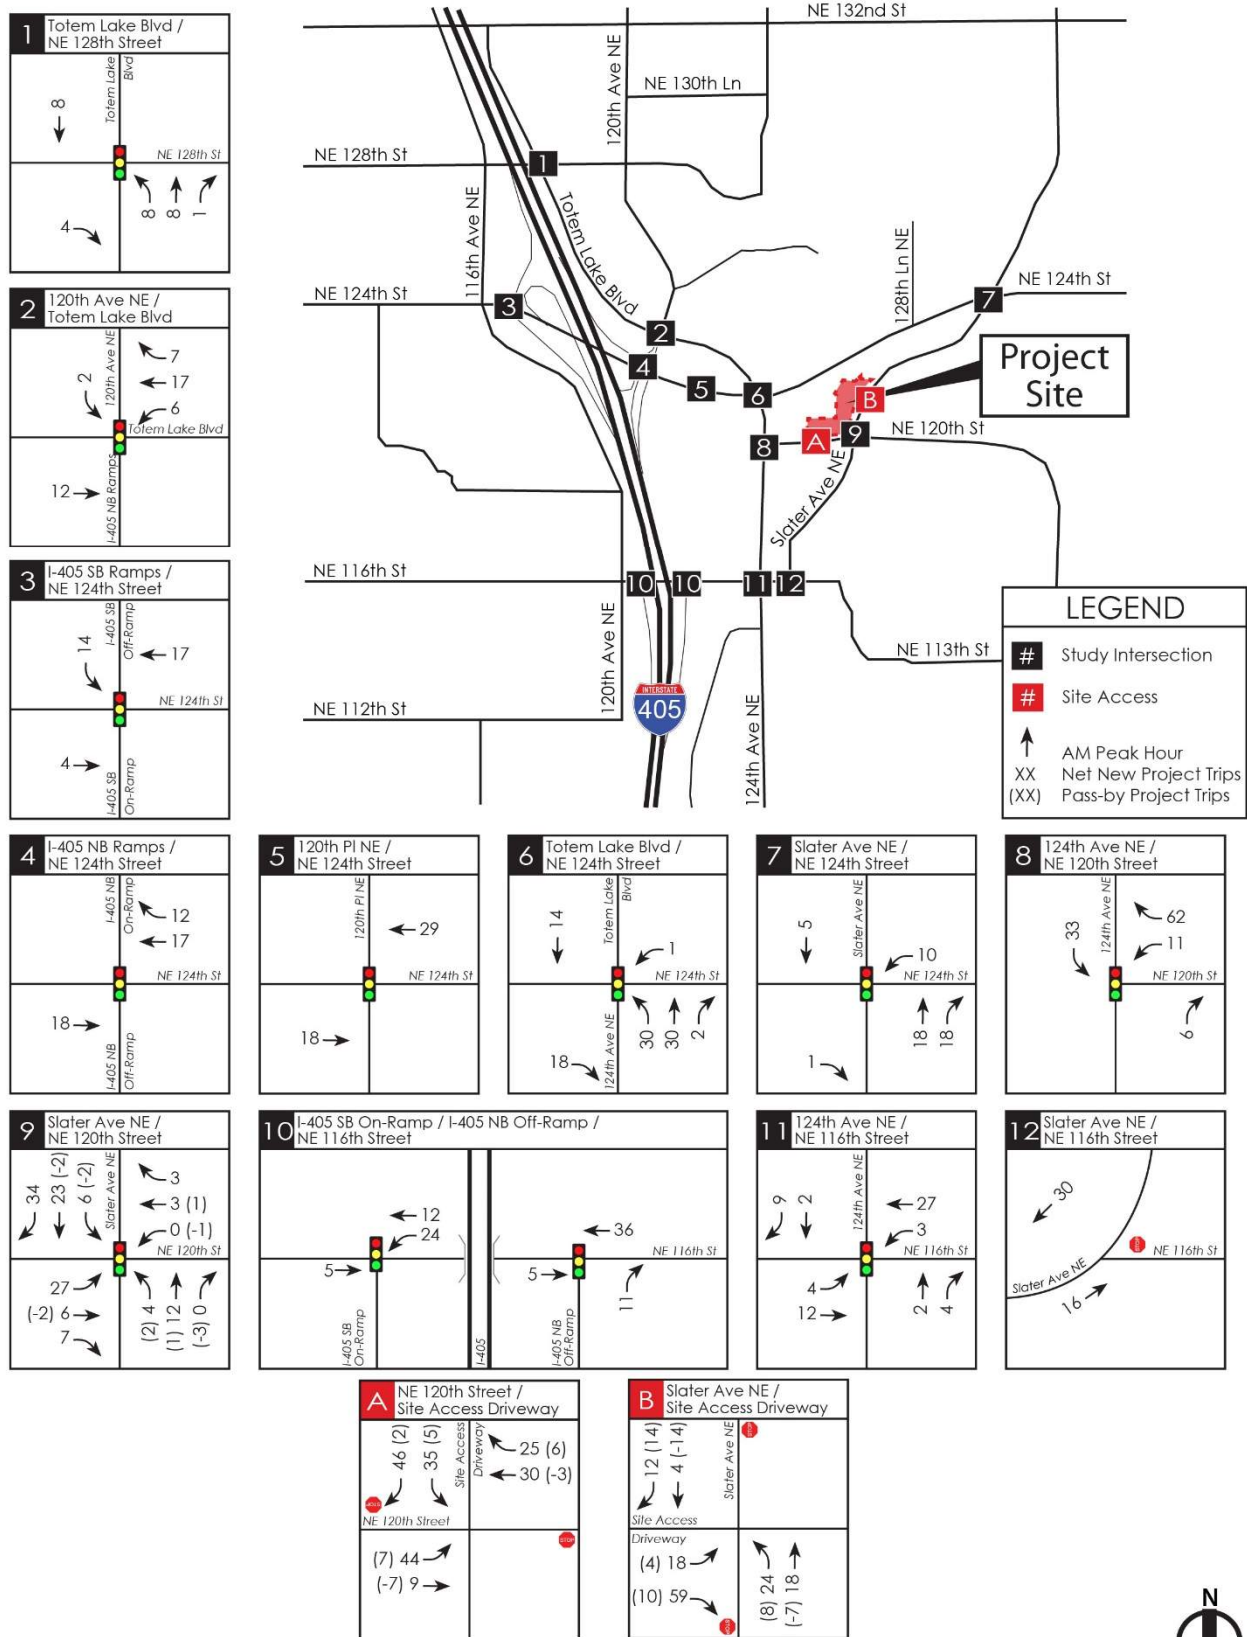 1 Totem Lake Blvd /
NE 128th Street
Totem Lake
Blvd
8
NE 128th St
8
8
1
4
2 120th Ave NE /
Totem Lake Blvd
120th Ave NE
7
17
2
6
Totem Lake Blvd
12
I-405 NB Ramps
3 I-405 SB Ramps /
NE 124th Street
I-405 SB
Off-Ramp
14
17
NE 124th St
4
I-405 SB
On-Ramp
NE 132nd St
120th Ave NE
NE 130th Ln
NE 128th St
1
116th Ave NE
Totem Lake Blvd
128th Ln NE
NE 124th St
3
2
7
NE 124th St
4
5
6
Project
Site
B
8
A
9
NE 120th St
Slater Ave NE
NE 116th St
10
10
11
12
120th Ave NE
NE 113th St
INTERSTATE
405
NE 112th St
124th Ave NE
LEGEND
# Study Intersection
# Site Access
AM Peak Hour
XX Net New Project Trips
(XX) Pass-by Project Trips
4 I-405 NB Ramps /
NE 124th Street
I-405 NB
On-Ramp
12
17
NE 124th St
18
I-405 NB
Off-Ramp
5 120th Pl NE /
NE 124th Street
120th Pl NE
29
NE 124th St
18
6 Totem Lake Blvd /
NE 124th Street
Totem Lake
Blvd
14
1
NE 124th St
18
124th Ave NE
30
30
2
7 Slater Ave NE /
NE 124th Street
Slater Ave NE
5
10
NE 124th St
1
18
18
8 124th Ave NE /
NE 120th Street
124th Ave NE
33
62
11
NE 120th St
6
9 Slater Ave NE /
NE 120th Street
34
23 (-2)
6 (-2)
Slater Ave NE
3
3 (1)
0 (-1)
NE 120th St
27
(-2) 6
7
(2) 4
(1) 12
(-3) 0
10 I-405 SB On-Ramp / I-405 NB Off-Ramp /
NE 116th Street
12
24
5
I-405 SB
On-Ramp
I-405
36
NE 116th St
5
I-405 NB
Off-Ramp
11
11 124th Ave NE /
NE 116th Street
9
2
124th Ave NE
27
3
NE 116th St
4
12
2
4
12 Slater Ave NE /
NE 116th Street
30
STOP
NE 116th St
Slater Ave NE
16
A NE 120th Street /
Site Access Driveway
46 (2)
35 (5)
Site Access
Driveway
25 (6)
30 (-3)
STOP
NE 120th Street
STOP
(7) 44
(-7) 9
B Slater Ave NE /
Site Access Driveway
12 (14)
4 (-14)
Slater Ave NE
STOP
Site Access
Driveway
(4) 18
(10) 59
STOP
(8) 24
(-7) 18
N